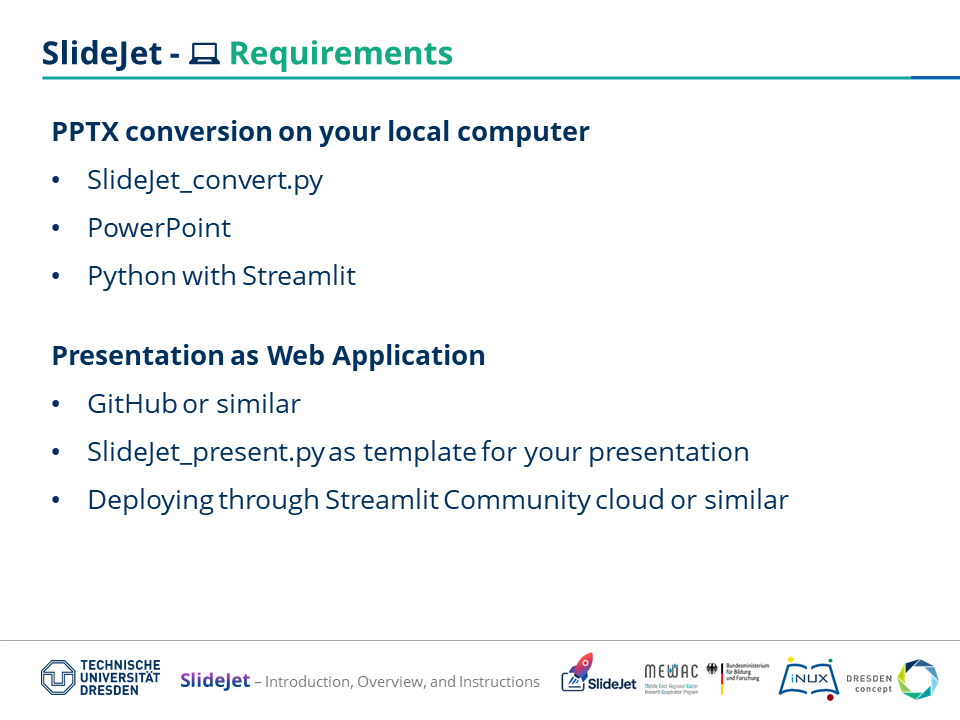 SlideJet - 💻 Requirements
PPTX conversion on your local computer
• SlideJet_convert.py
• PowerPoint
• Python with Streamlit
Presentation as Web Application
• GitHub or similar
• SlideJet_present.py as template for your presentation
• Deploying through Streamlit Community cloud or similar
TECHNISCHE
UNIVERSITÄT
DRESDEN
SlideJet – Introduction, Overview, and Instructions
SlideJet
MEWAC
Middle East Regional Water
Research Cooperation Program
Bundesministerium
für Bildung
und Forschung
iNUX
DRESDEN
concept